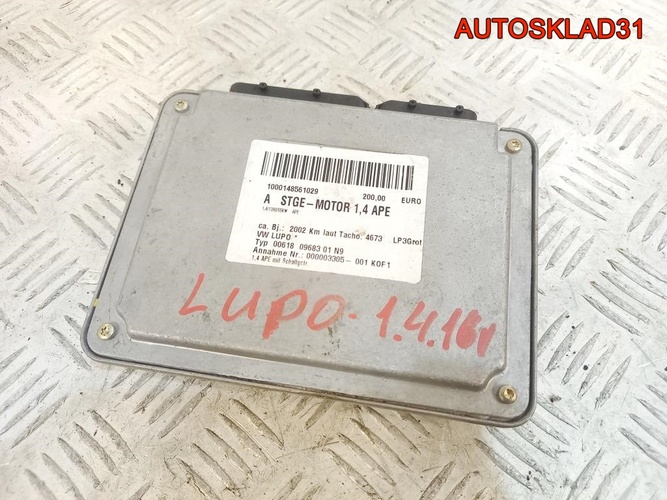 AUTOSKLAD31
1000148561029 200,00 EURO
A STGE-MOTOR 1,4 APE
ca. Bj.: 2002 Km laut Tacho: 4673 LP3Grot
VW LUPO *
Typ 00618 09683 01 N9
Annahme Nr.: 000003305- 001 KOF1
1,4 APE mit Schaltgetr
LUPO-1.4.16v